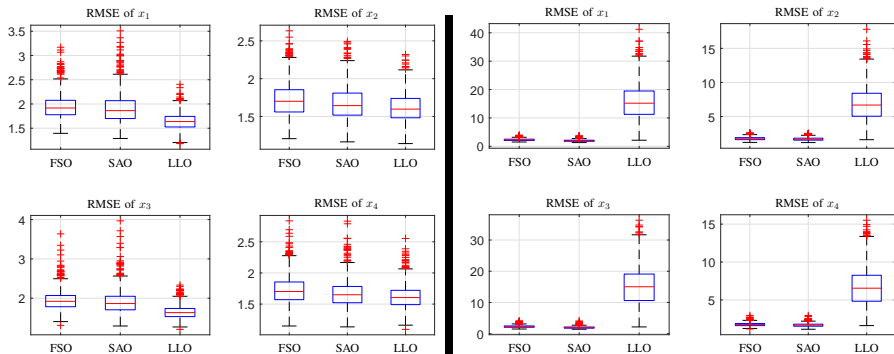 RMSE of x₁
3.5
3
2.5
2
1.5
FSO SAO LLO
RMSE of x₂
2.5
2
1.5
FSO SAO LLO
RMSE of x₃
4
3
2
FSO SAO LLO
RMSE of x₄
2.5
2
1.5
FSO SAO LLO
RMSE of x₁
40
30
20
10
0
FSO SAO LLO
RMSE of x₂
15
10
5
FSO SAO LLO
RMSE of x₃
30
20
10
0
FSO SAO LLO
RMSE of x₄
15
10
5
FSO SAO LLO